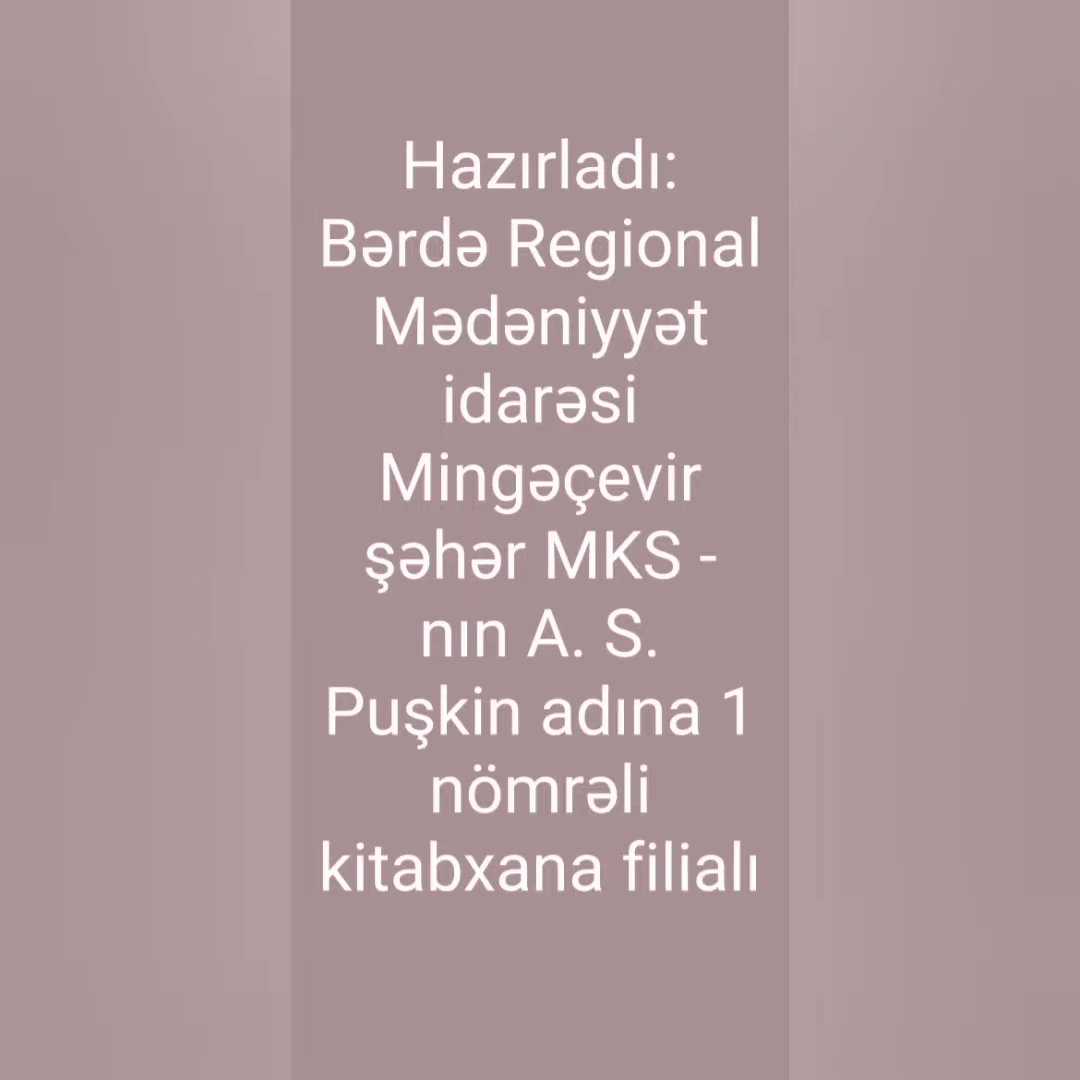 Hazırladı:
Bərdə Regional
Mədəniyyət
idarəsi
Mingəçevir
şəhər MKS -
nın A. S.
Puşkin adına 1
nömrəli
kitabxana filialı